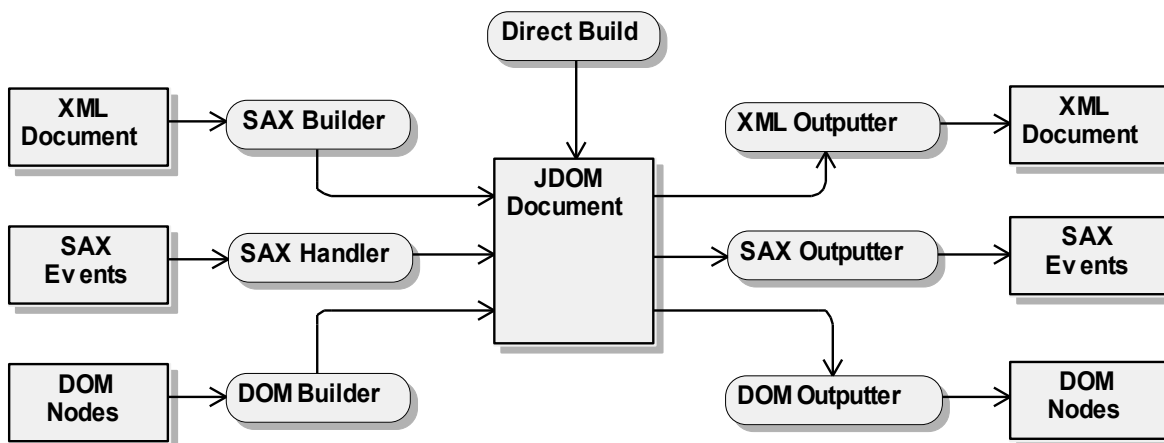 Direct Build
XML
Document
SAX Builder
XML Outputter
XML
Document
JDOM
Document
SAX
Events
SAX Handler
SAX Outputter
SAX
Events
DOM
Nodes
DOM Builder
DOM Outputter
DOM
Nodes